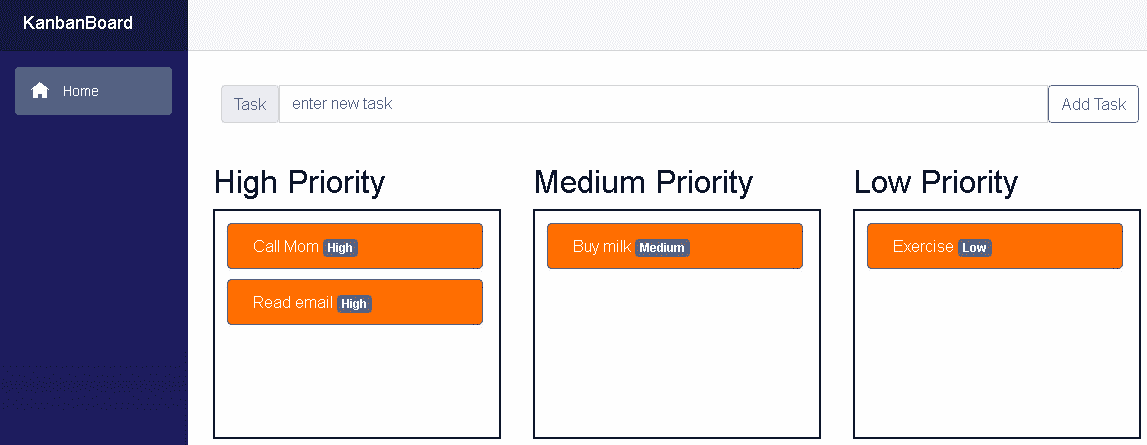 KanbanBoard
Home
Task enter new task Add Task
High Priority Medium Priority Low Priority
Call Mom High Buy milk Medium Exercise Low
Read email High